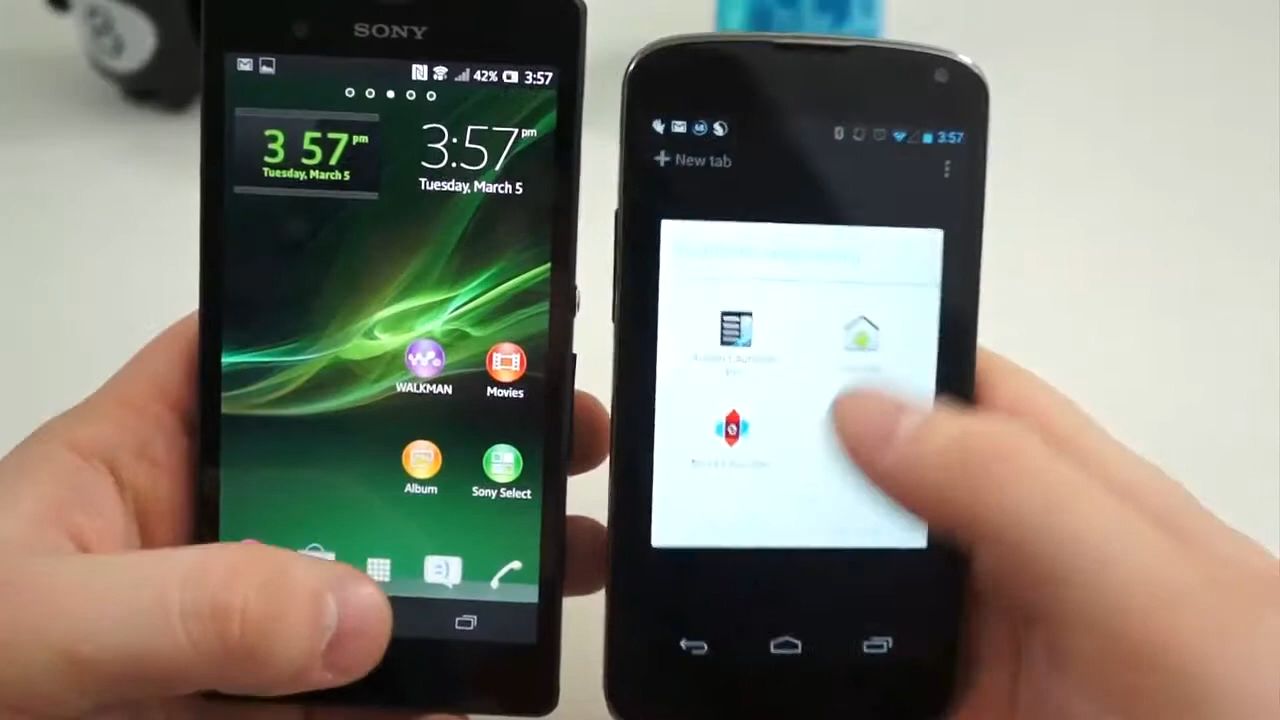 SONY
42% 3:57
3 57 pm
Tuesday, March 5
3:57 pm
Tuesday, March 5
WALKMAN
Movies
Album
Sony Select
3:57
New tab